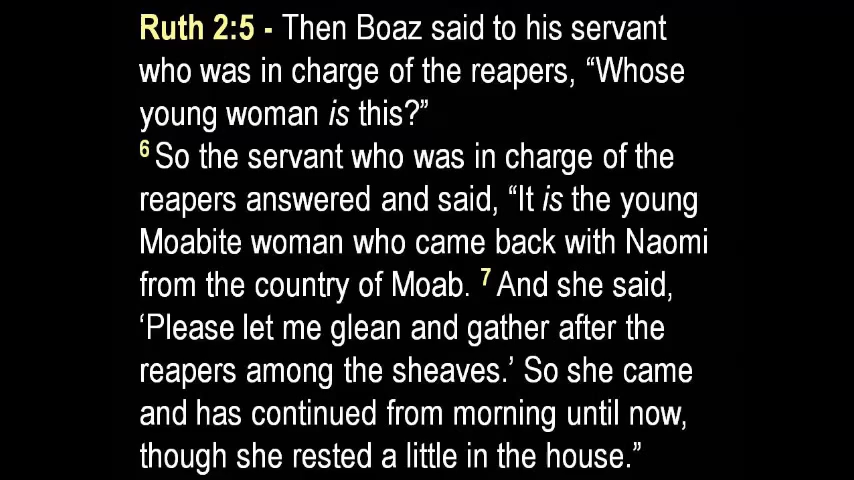 Ruth 2:5 - Then Boaz said to his servant
who was in charge of the reapers, “Whose
young woman is this?”
6 So the servant who was in charge of the
reapers answered and said, “It is the young
Moabite woman who came back with Naomi
from the country of Moab. 7 And she said,
‘Please let me glean and gather after the
reapers among the sheaves.’ So she came
and has continued from morning until now,
though she rested a little in the house.”